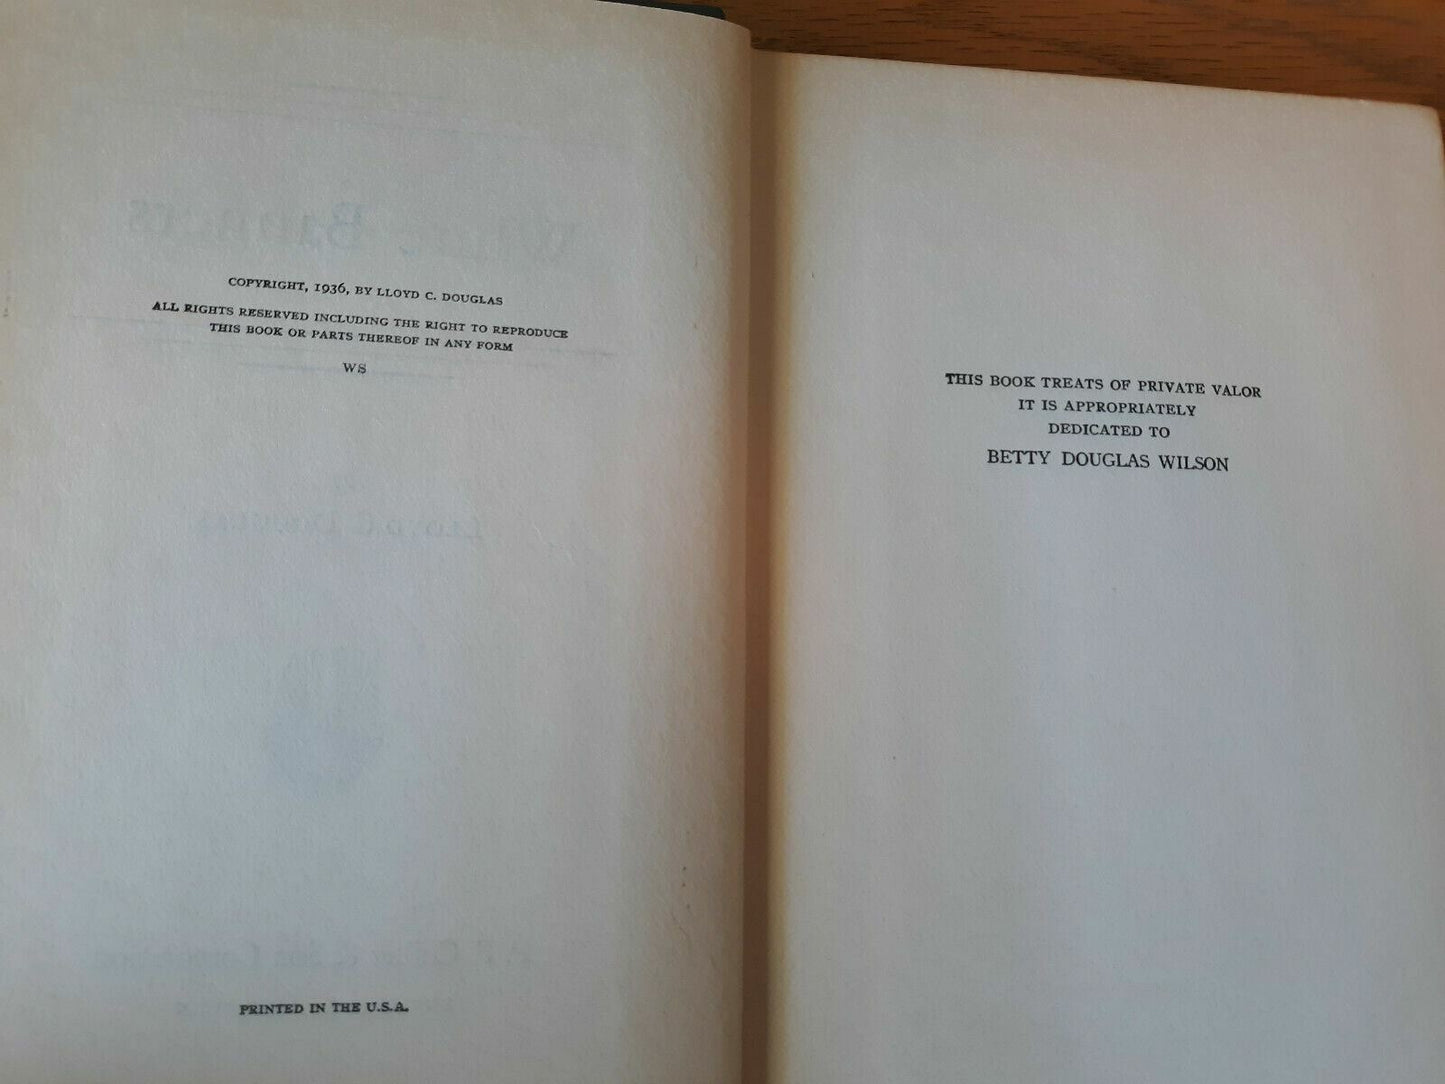 COPYRIGHT, 1936, BY LLOYD C. DOUGLAS
ALL RIGHTS RESERVED INCLUDING THE RIGHT TO REPRODUCE
THIS BOOK OR PARTS THEREOF IN ANY FORM
WS
PRINTED IN THE U.S.A.
THIS BOOK TREATS OF PRIVATE VALOR
IT IS APPROPRIATELY
DEDICATED TO
BETTY DOUGLAS WILSON